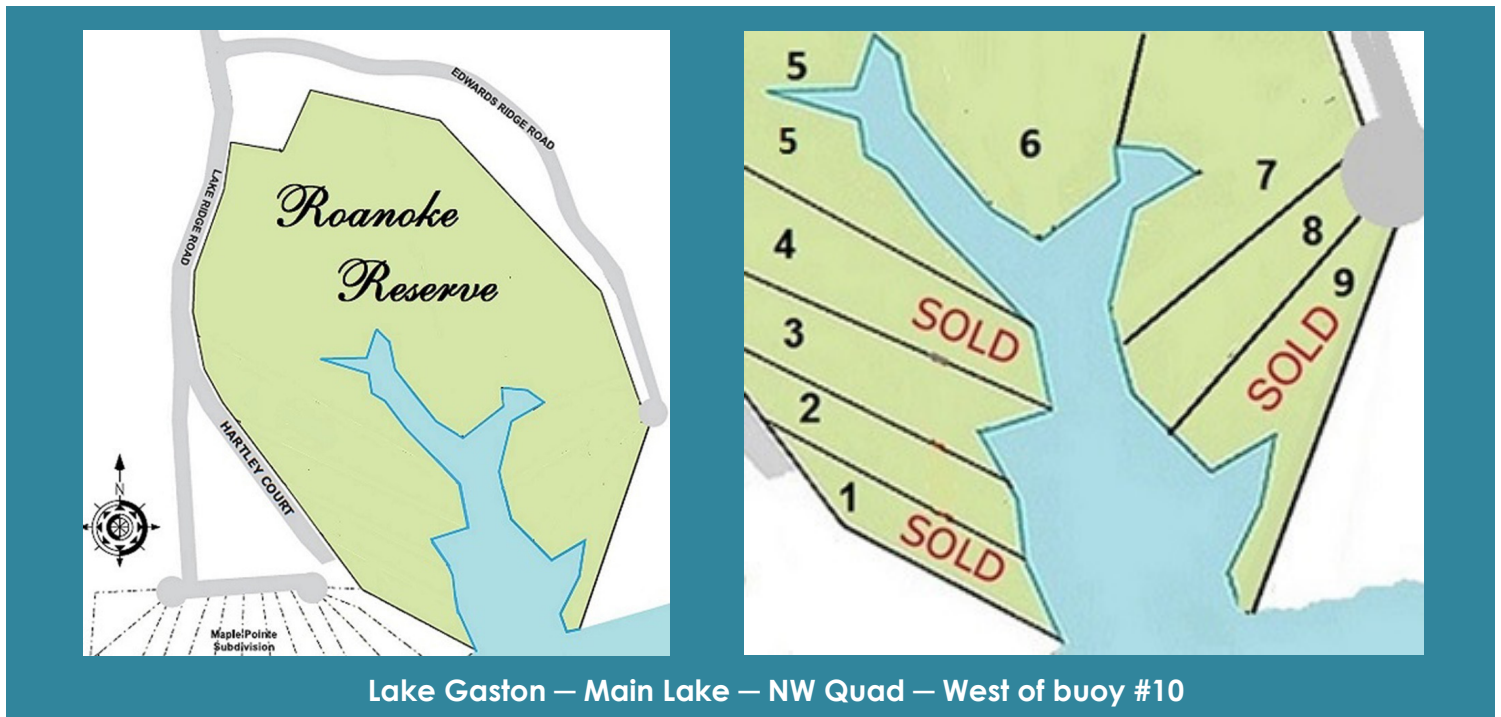 EDWARDS RIDGE ROAD
LAKE RIDGE ROAD
Roanoke
Reserve
HARTLEY COURT
N
Maple Pointe
Subdivision
5
5
6
7
4
8
3
9
SOLD
SOLD
2
1
SOLD
Lake Gaston — Main Lake — NW Quad — West of buoy #10